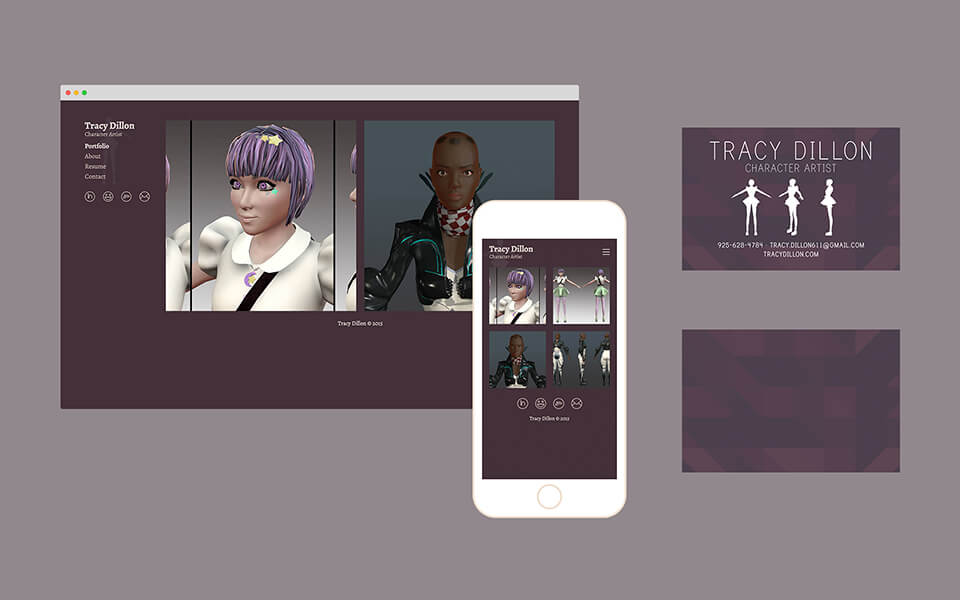 Tracy Dillon
Character Artist
Portfolio
About
Resume
Contact
Tracy Dillon © 2015
Tracy Dillon
Character Artist
Tracy Dillon © 2015
TRACY DILLON
CHARACTER ARTIST
925-628-4784 · TRACY.DILLON611@GMAIL.COM
TRACYDILLON.COM